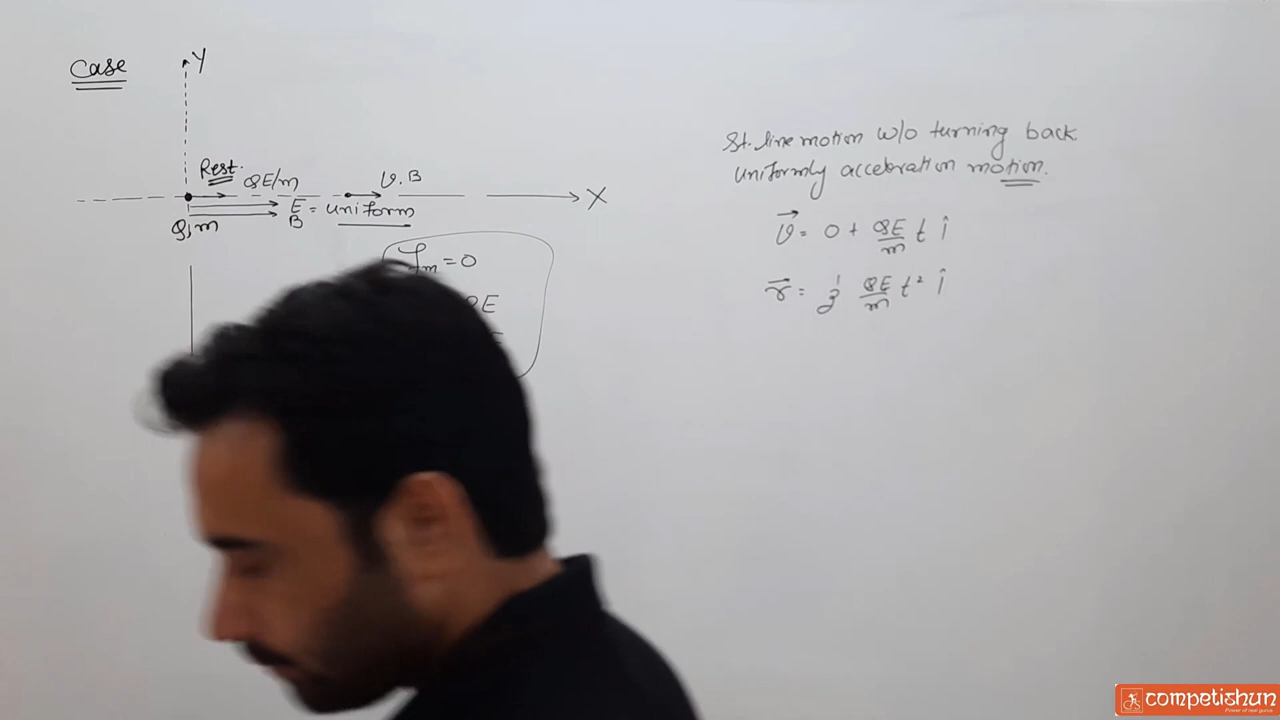 Case
Y
Rest.
QE/m
v.B
X
E
B = uniform
Q,m
Fm = 0
QE
St. line motion w/o turning back
uniformly accelration motion.
v⃗ = 0 + QE/m t î
r⃗ = 1/2 QE/m t² î
competishun